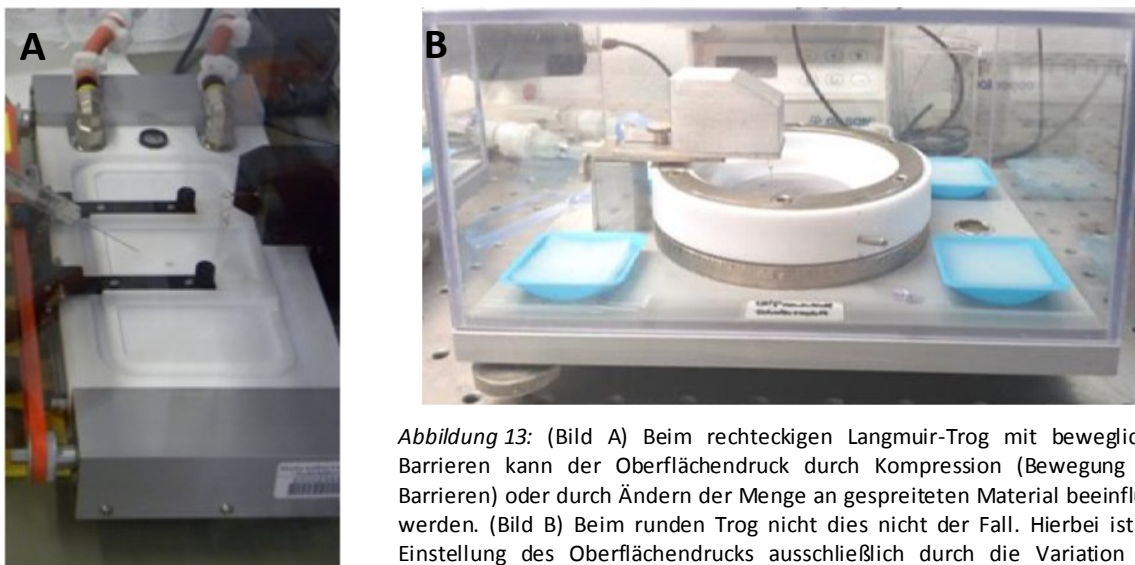 A
B
Abbildung 13: (Bild A) Beim rechteckigen Langmuir-Trog mit beweglic
Barrieren kann der Oberflächendruck durch Kompression (Bewegung
Barrieren) oder durch Ändern der Menge an gespreiteten Material beeinflu
werden. (Bild B) Beim runden Trog nicht dies nicht der Fall. Hierbei ist
Einstellung des Oberflächendrucks ausschließlich durch die Variation